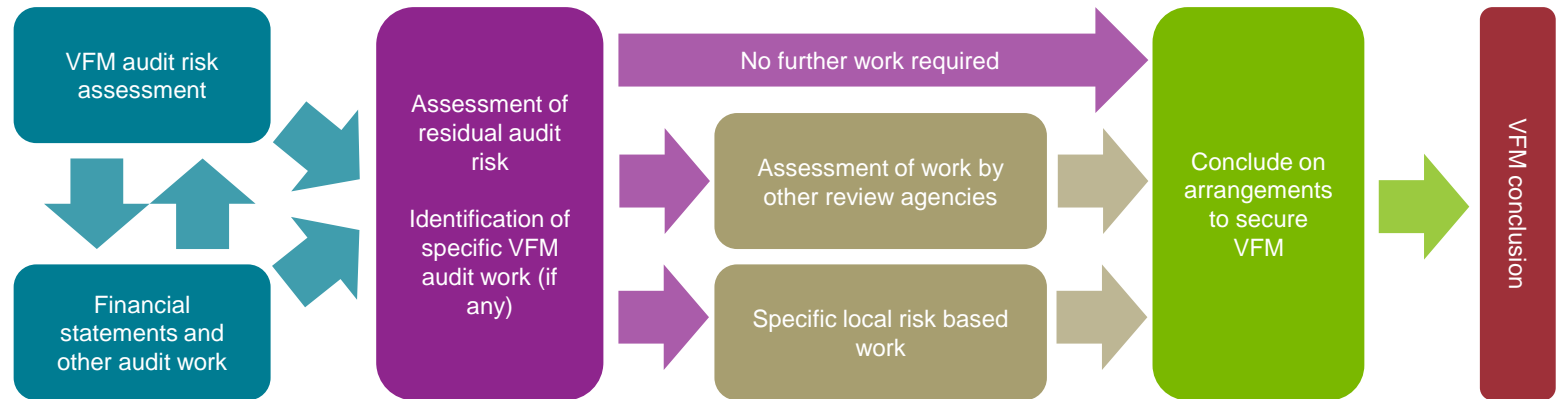 VFM audit risk
assessment
Financial
statements and
other audit work
Assessment of
residual audit
risk
Identification of
specific VFM
audit work (if
any)
No further work required
Assessment of work by
other review agencies
Specific local risk based
work
Conclude on
arrangements
to secure
VFM
VFM conclusion